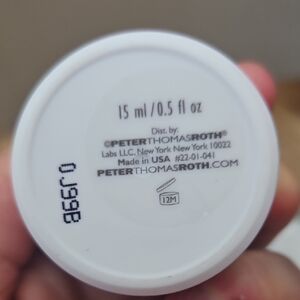 15 ml/0.5 fl oz
Dist. by:
©PETERTHOMASROTH®
Labs LLC, New York New York 10022
Made in USA #22-01-041
PETERTHOMASROTH.COM
12M
0J99B